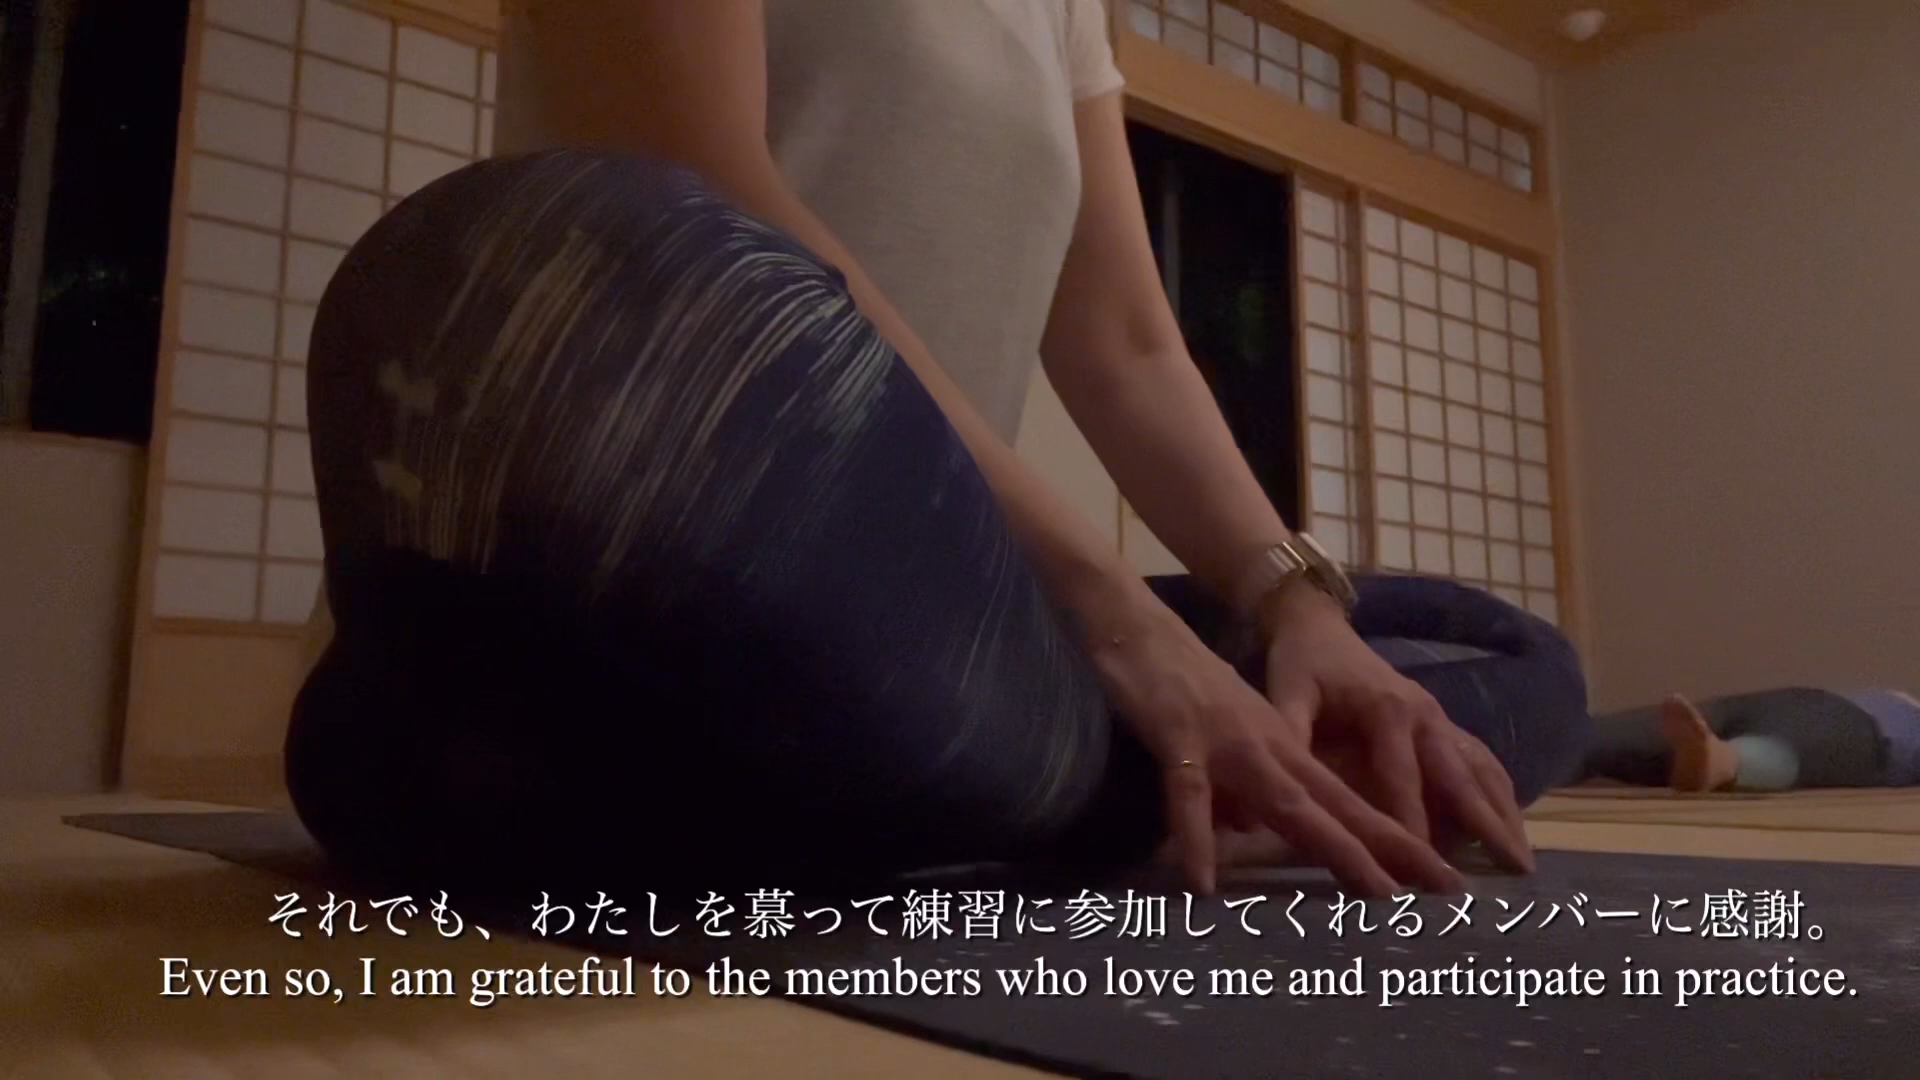 それでも、わたしを慕って練習に参加してくれるメンバーに感謝。
Even so, I am grateful to the members who love me and participate in practice.